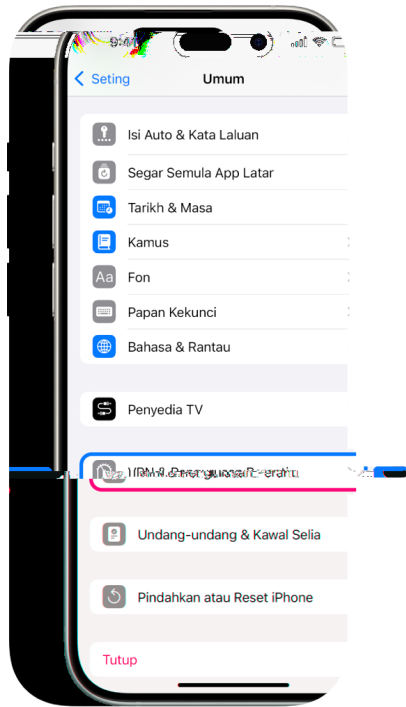 Seting
Umum
Isi Auto & Kata Laluan
Segar Semula App Latar
Tarikh & Masa
Kamus
Aa
Fon
Papan Kekunci
Bahasa & Rantau
Penyedia TV
Undang-undang & Kawal Selia
Pindahkan atau Reset iPhone
Tutup